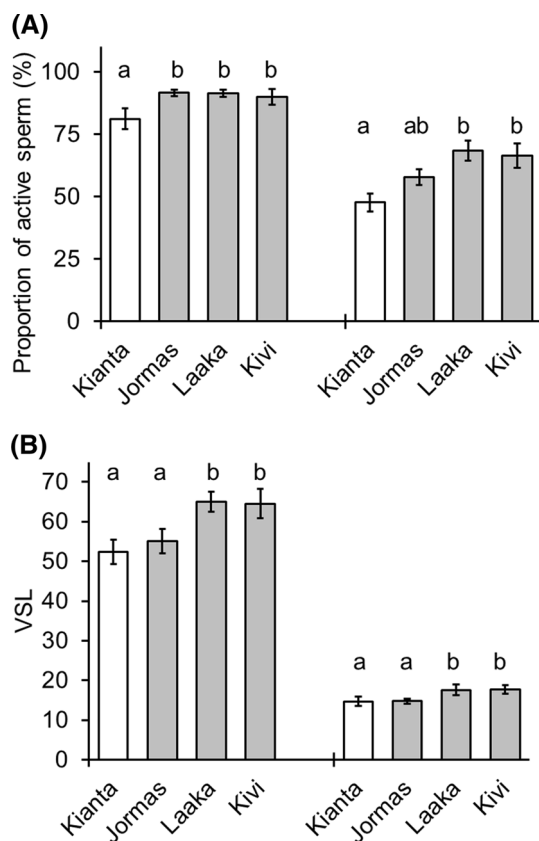 (A)
Proportion of active sperm (%)
100
75
50
25
0
a b b b
a ab b b
Kianta Jormas Laaka Kivi
Kianta Jormas Laaka Kivi
(B)
VSL
70
60
50
40
30
20
10
0
a a b b
a a b b
Kianta Jormas Laaka Kivi
Kianta Jormas Laaka Kivi